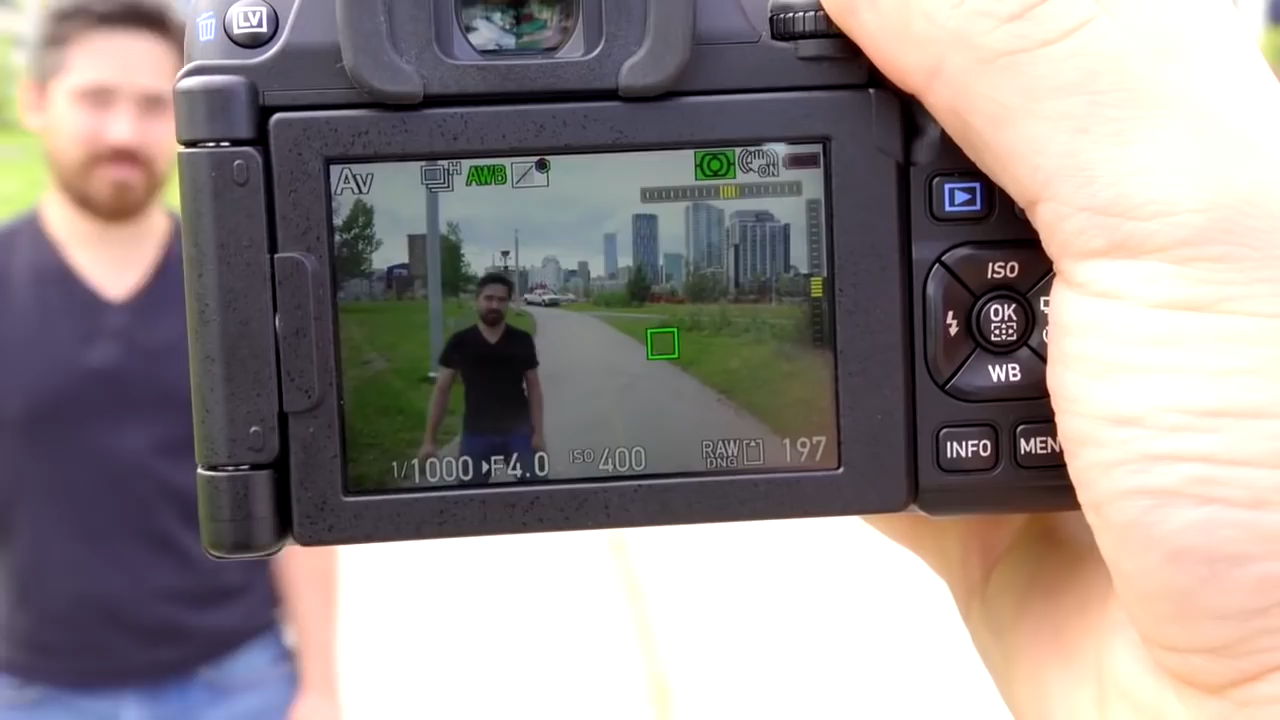 LV
Av H AWB ON
1/1000 F4.0 ISO 400 RAW DNG 197
ISO
OK
WB
INFO MEN